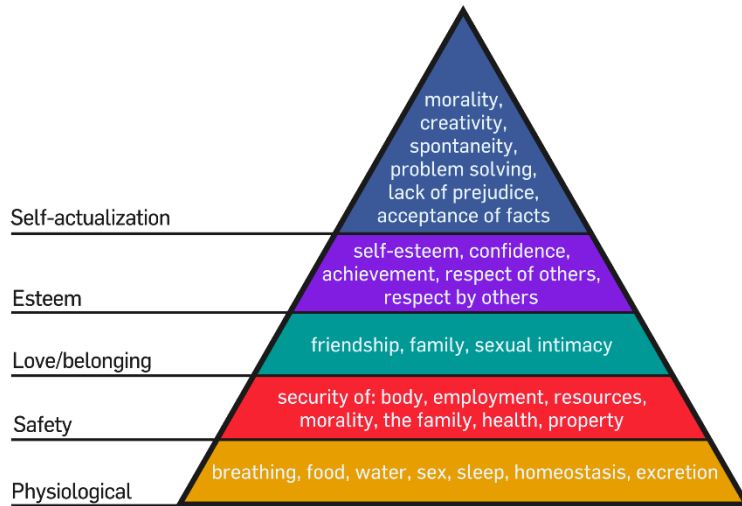 morality,
creativity,
spontaneity,
problem solving,
lack of prejudice,
acceptance of facts
Self-actualization
self-esteem, confidence,
achievement, respect of others,
respect by others
Esteem
friendship, family, sexual intimacy
Love/belonging
security of: body, employment, resources,
morality, the family, health, property
Safety
breathing, food, water, sex, sleep, homeostasis, excretion
Physiological